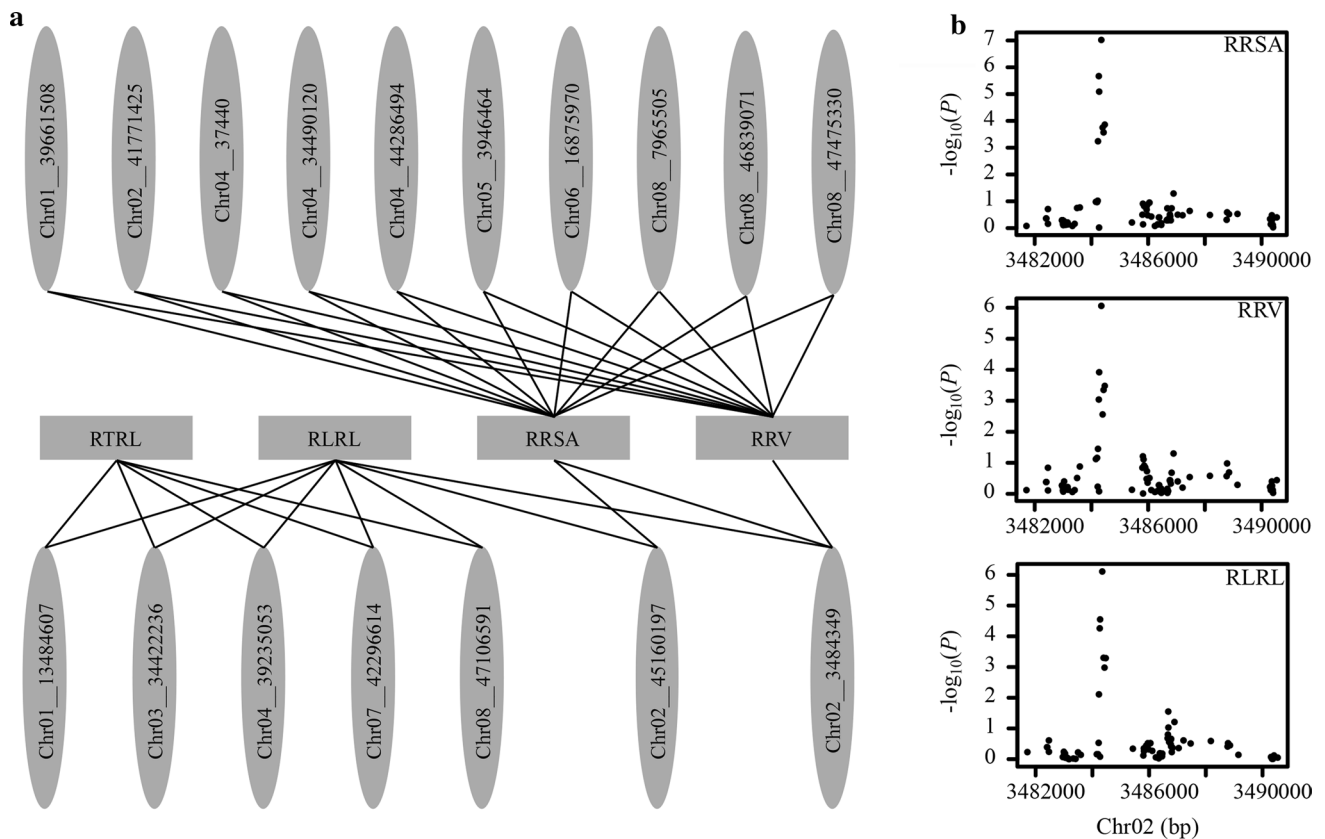 a
Chr01__39661508
Chr02__41771425
Chr04__37440
Chr04__34490120
Chr04__44286494
Chr05__3946464
Chr06__16875970
Chr08__7965505
Chr08__46839071
Chr08__47475330
RTRL
RLRL
RRSA
RRV
Chr01__13484607
Chr03__34422236
Chr04__39235053
Chr07__42296614
Chr08__47106591
Chr02__45160197
Chr02__3484349
b
RRSA
-log10(P)
7
6
5
4
3
2
1
0
3482000 3486000 3490000
RRV
-log10(P)
6
5
4
3
2
1
0
3482000 3486000 3490000
RLRL
-log10(P)
6
5
4
3
2
1
0
3482000 3486000 3490000
Chr02 (bp)